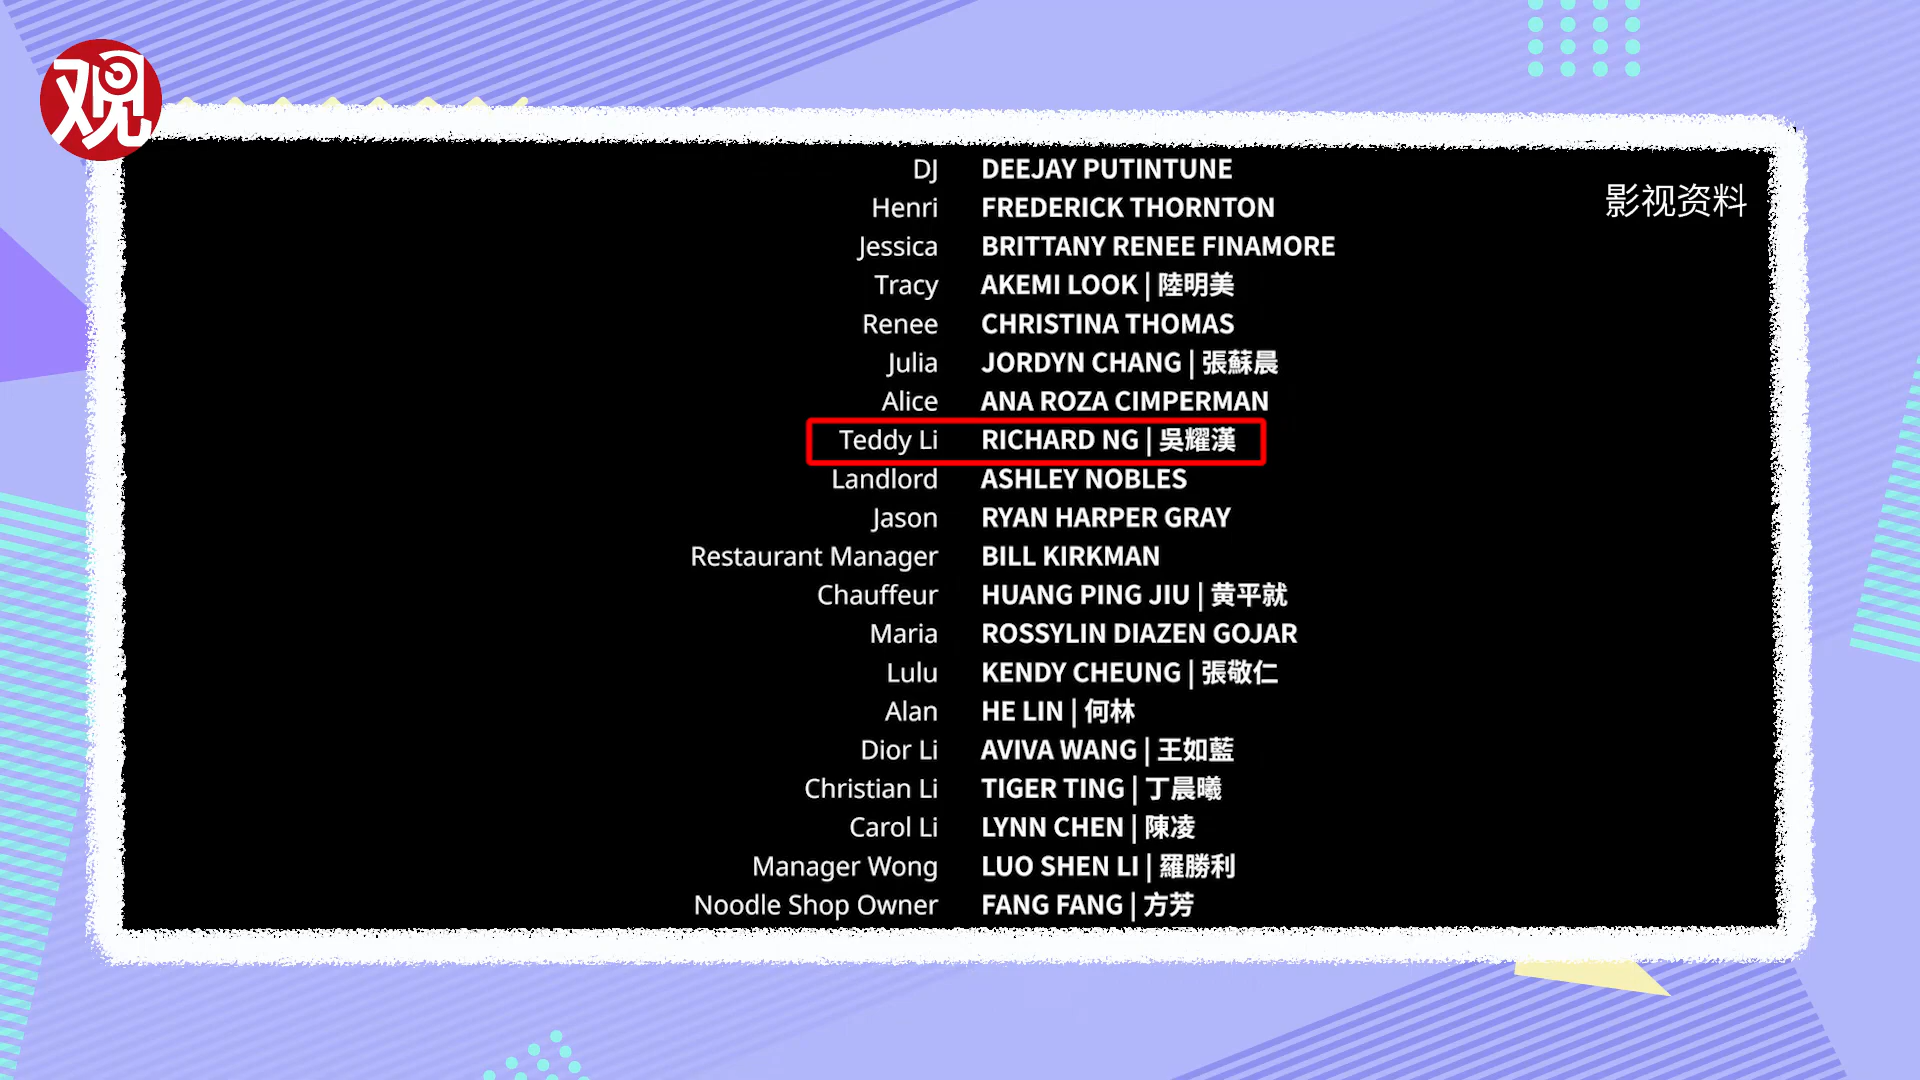 观
影视资料
DJ DEEJAY PUTINTUNE
Henri FREDERICK THORNTON
Jessica BRITTANY RENEE FINAMORE
Tracy AKEMI LOOK | 陸明美
Renee CHRISTINA THOMAS
Julia JORDYN CHANG | 張蘇晨
Alice ANA ROZA CIMPERMAN
Teddy Li RICHARD NG | 吳耀漢
Landlord ASHLEY NOBLES
Jason RYAN HARPER GRAY
Restaurant Manager BILL KIRKMAN
Chauffeur HUANG PING JIU | 黄平就
Maria ROSSYLIN DIAZEN GOJAR
Lulu KENDY CHEUNG | 張敬仁
Alan HE LIN | 何林
Dior Li AVIVA WANG | 王如藍
Christian Li TIGER TING | 丁晨曦
Carol Li LYNN CHEN | 陳凌
Manager Wong LUO SHEN LI | 羅勝利
Noodle Shop Owner FANG FANG | 方芳